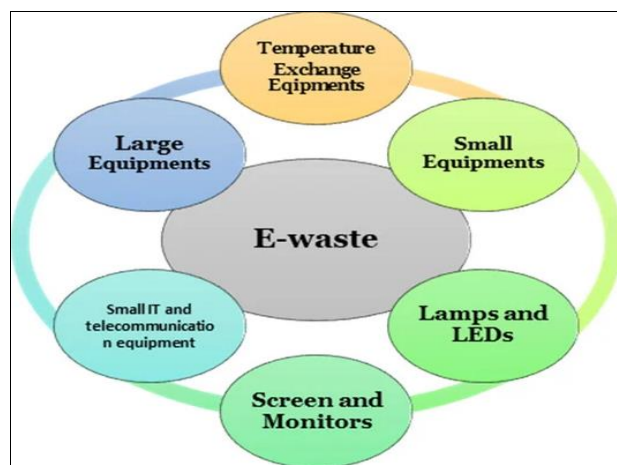 Temperature
Exchange
Eqipments
Large
Equipments
Small
Equipments
E-waste
Small IT and
telecommunicatio
n equipment
Lamps and
LEDs
Screen and
Monitors